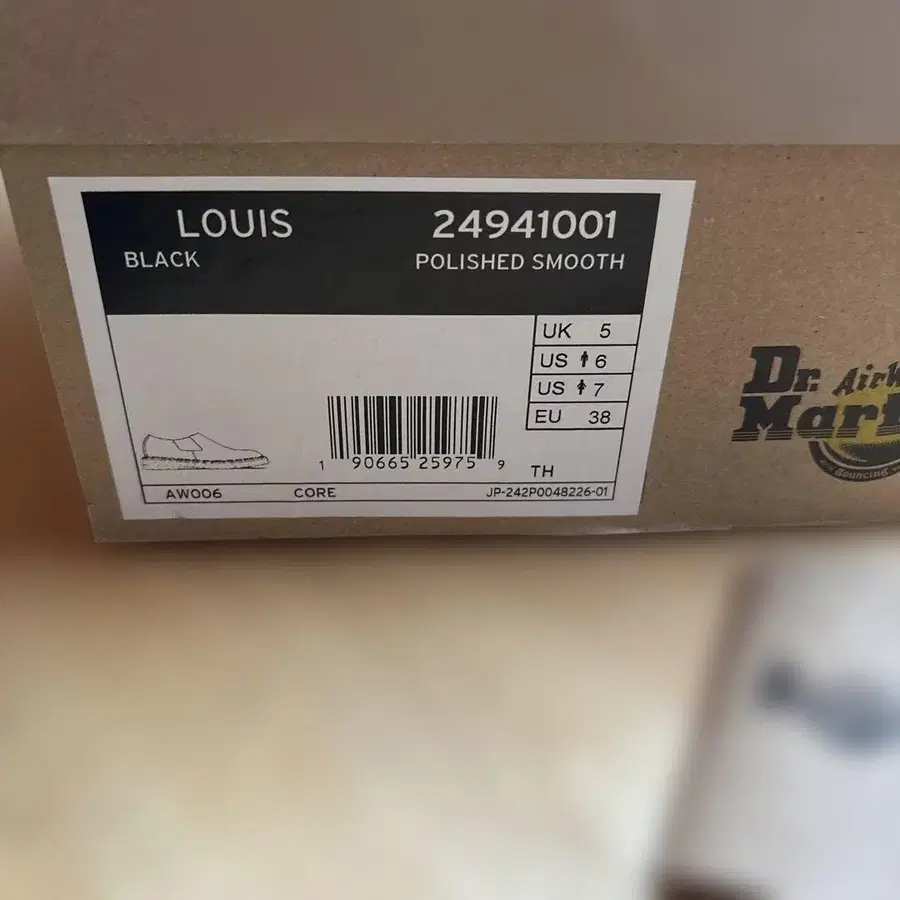 LOUIS 24941001
BLACK POLISHED SMOOTH
UK 5
US 6
US 7
EU 38
1 90665 25975 9
TH
AW006 CORE JP-242P0048226-01
Dr.